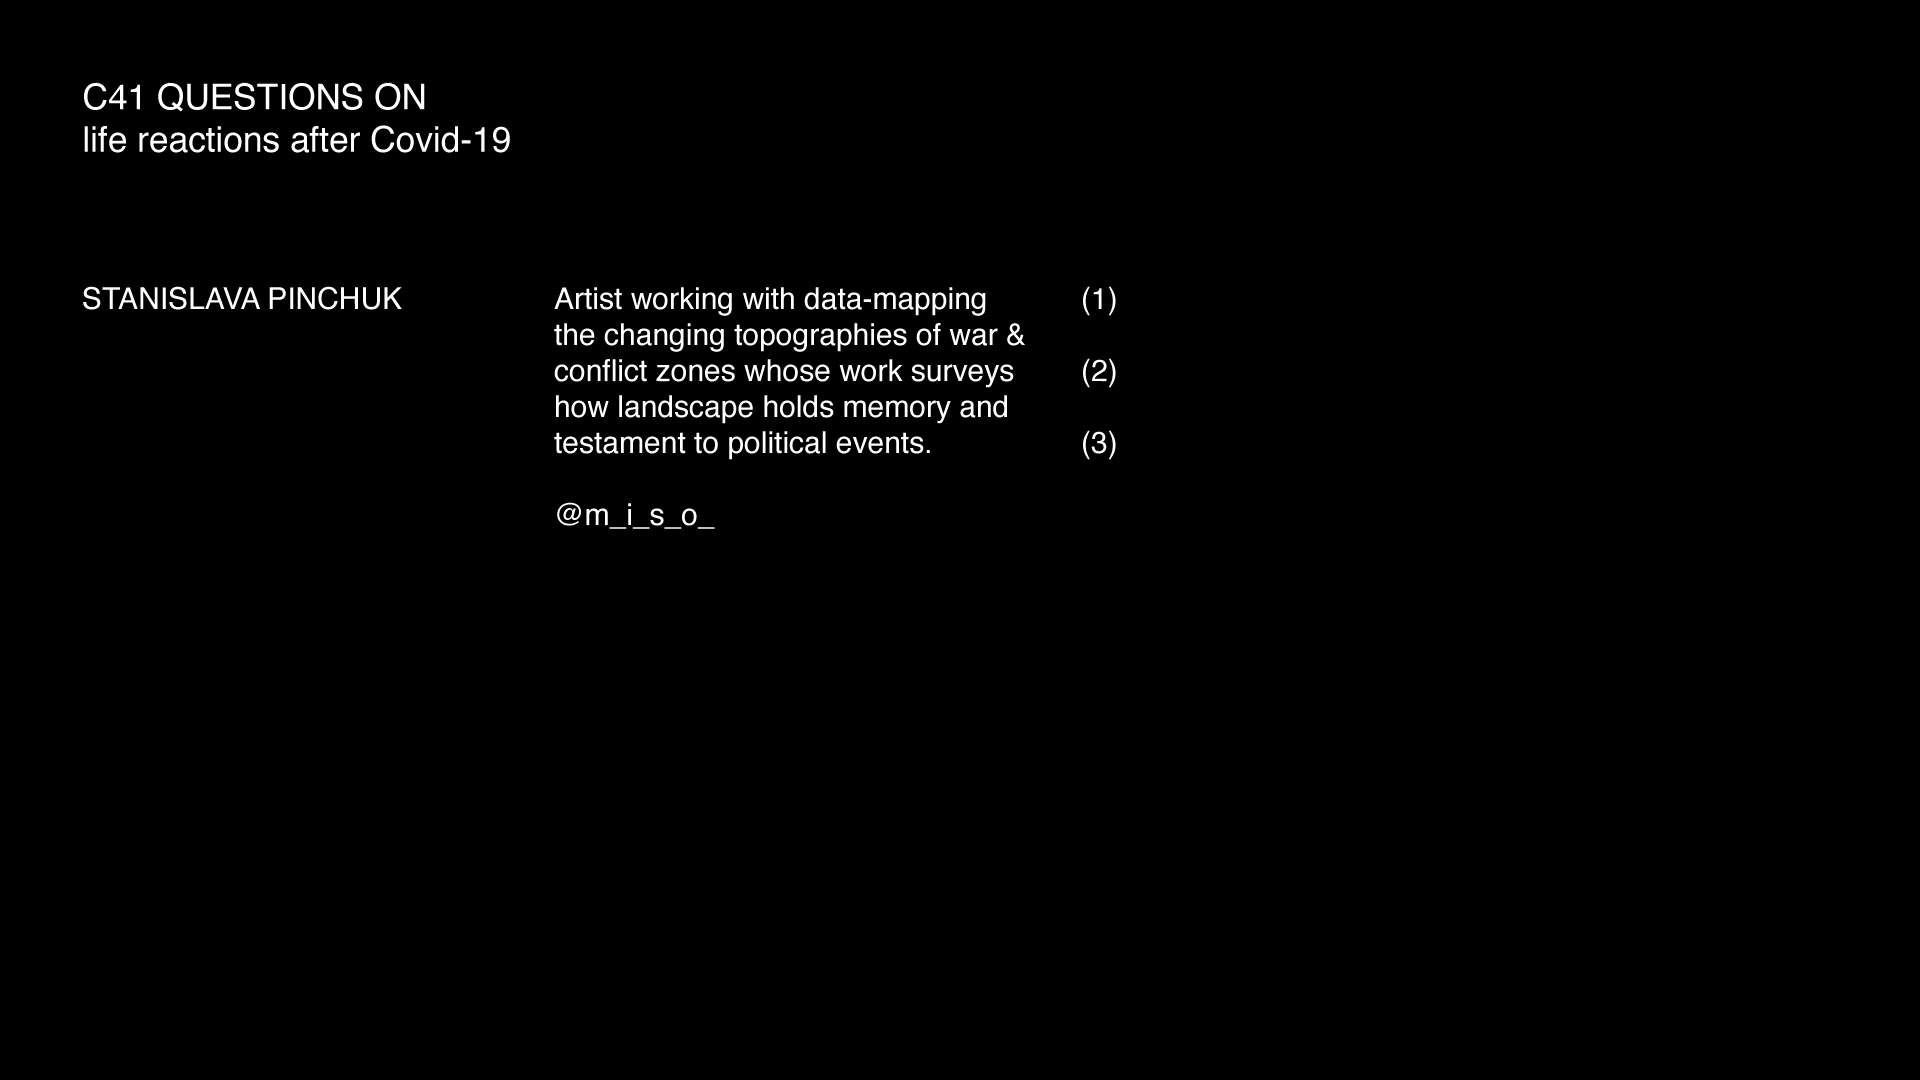 C41 QUESTIONS ON
life reactions after Covid-19
STANISLAVA PINCHUK
Artist working with data-mapping
the changing topographies of war &
conflict zones whose work surveys
how landscape holds memory and
testament to political events.
@m_i_s_o_
(1)
(2)
(3)